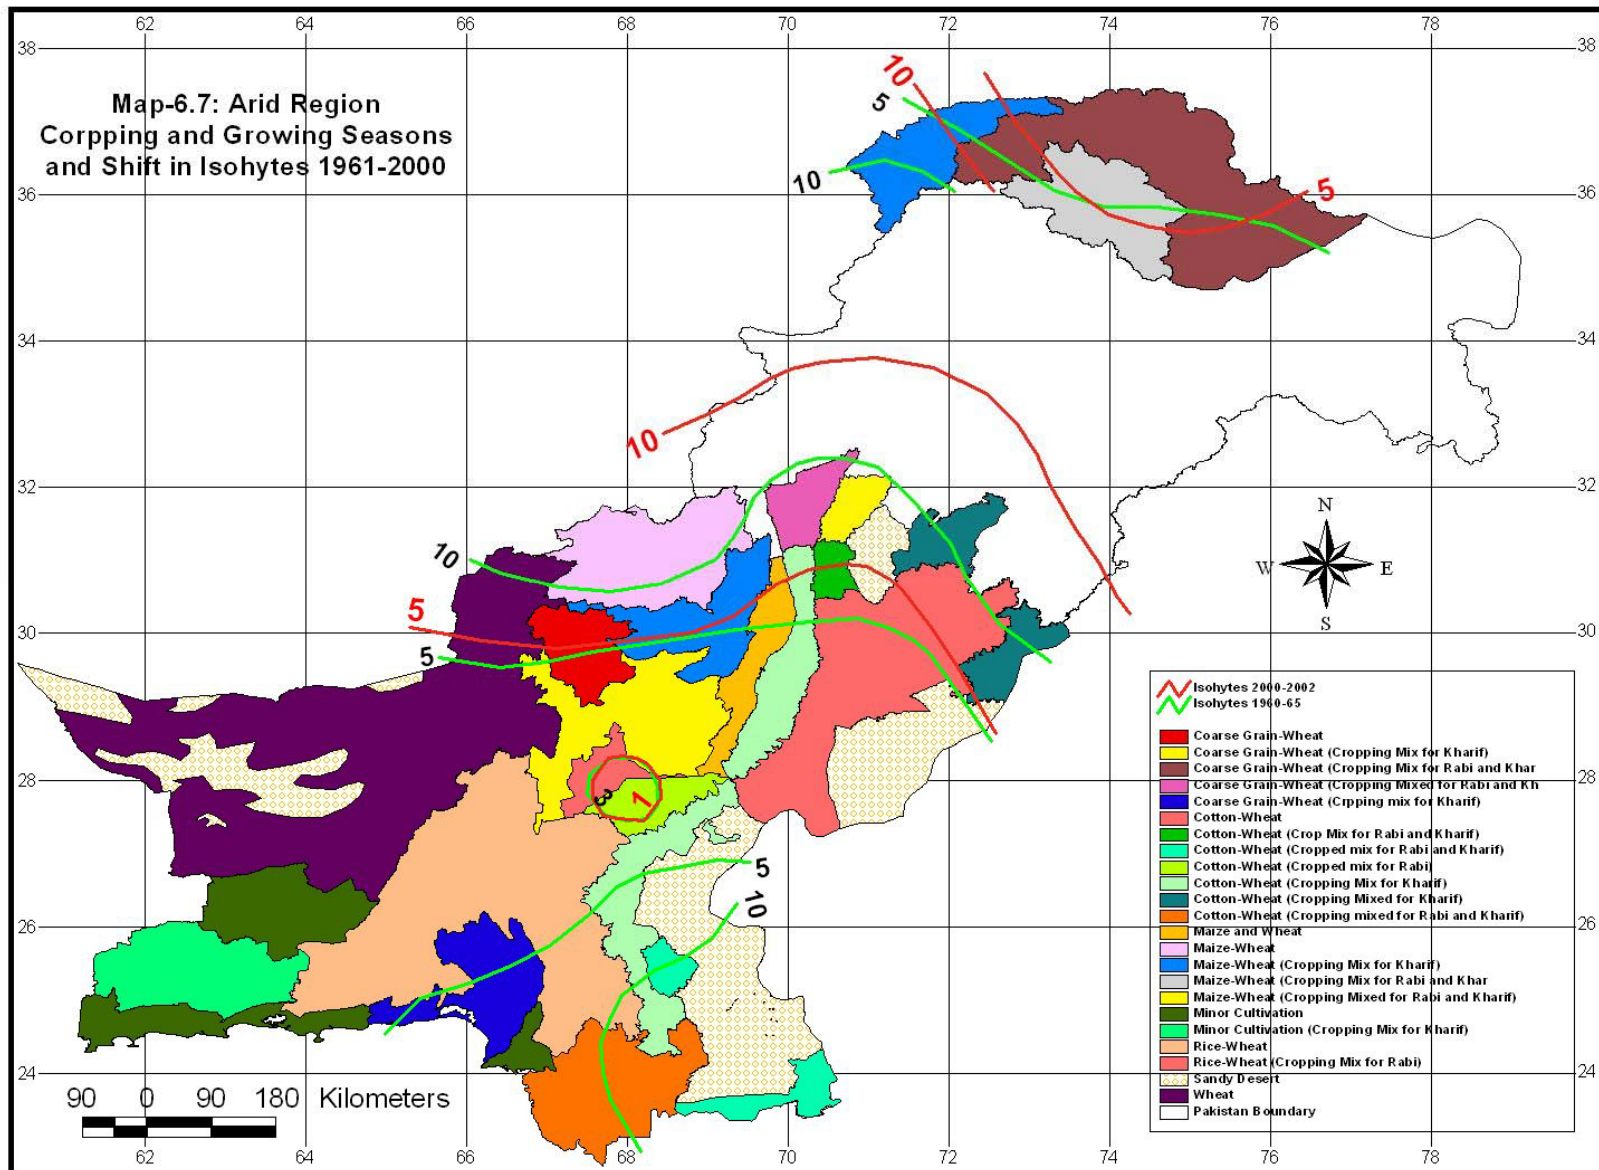 62 64 66 68 70 72 74 76 78
38 38
Map-6.7: Arid Region
Corpping and Growing Seasons
and Shift in Isohytes 1961-2000
10
5
10
5
36 36
34 34
10
32 32
10
N
W E
S
5
5
30 30
28 28
3 1
5
10
26 26
24 24
Isohytes 2000-2002
Isohytes 1960-65
Coarse Grain-Wheat
Coarse Grain-Wheat (Cropping Mix for Kharif)
Coarse Grain-Wheat (Cropping Mix for Rabi and Khar
Coarse Grain-Wheat (Cropping Mixed for Rabi and Kh
Coarse Grain-Wheat (Crpping mix for Kharif)
Cotton-Wheat
Cotton-Wheat (Crop Mix for Rabi and Kharif)
Cotton-Wheat (Cropped mix for Rabi and Kharif)
Cotton-Wheat (Cropped mix for Rabi)
Cotton-Wheat (Cropping Mix for Kharif)
Cotton-Wheat (Cropping Mixed for Kharif)
Cotton-Wheat (Cropping mixed for Rabi and Kharif)
Maize and Wheat
Maize-Wheat
Maize-Wheat (Cropping Mix for Kharif)
Maize-Wheat (Cropping Mix for Rabi and Khar
Maize-Wheat (Cropping Mixed for Rabi and Kharif)
Minor Cultivation
Minor Cultivation (Cropping Mix for Kharif)
Rice-Wheat
Rice-Wheat (Cropping Mix for Rabi)
Sandy Desert
Wheat
Pakistan Boundary
90 0 90 180 Kilometers
62 64 66 68 70 72 74 76 78